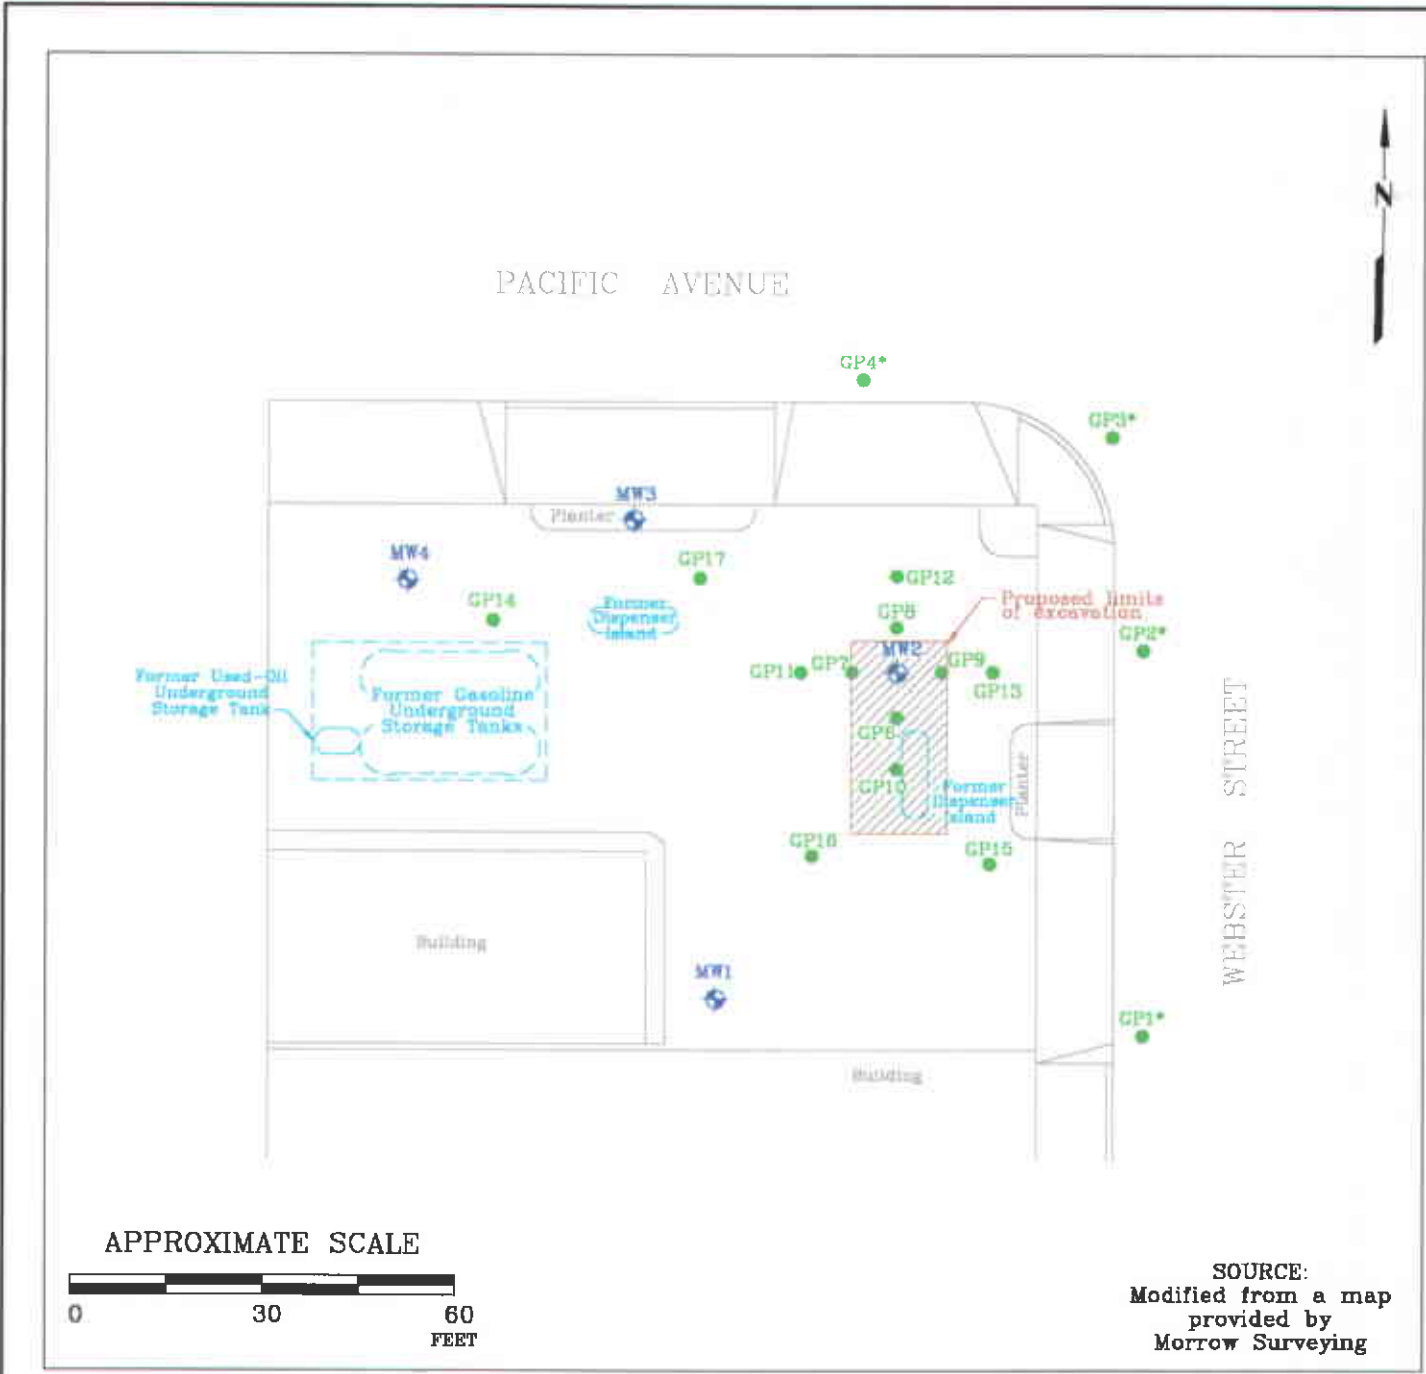 N
PACIFIC AVENUE
GP4*
GP3*
MW3
Planter
MW4
GP17
GP12
GP14
Former
Dispenser
Island
GP8
Proposed limits
of excavation
GP2*
MW2
GP11
GP7
GP9
GP13
Former Used-Oil
Underground
Storage Tank
Former Gasoline
Underground
Storage Tanks
GP6
GP10
Former
Dispenser
Island
Planter
WEBSTER STREET
GP16
GP15
Building
MW1
GP1*
Building
APPROXIMATE SCALE
0 30 60
FEET
SOURCE:
Modified from a map
provided by
Morrow Surveying